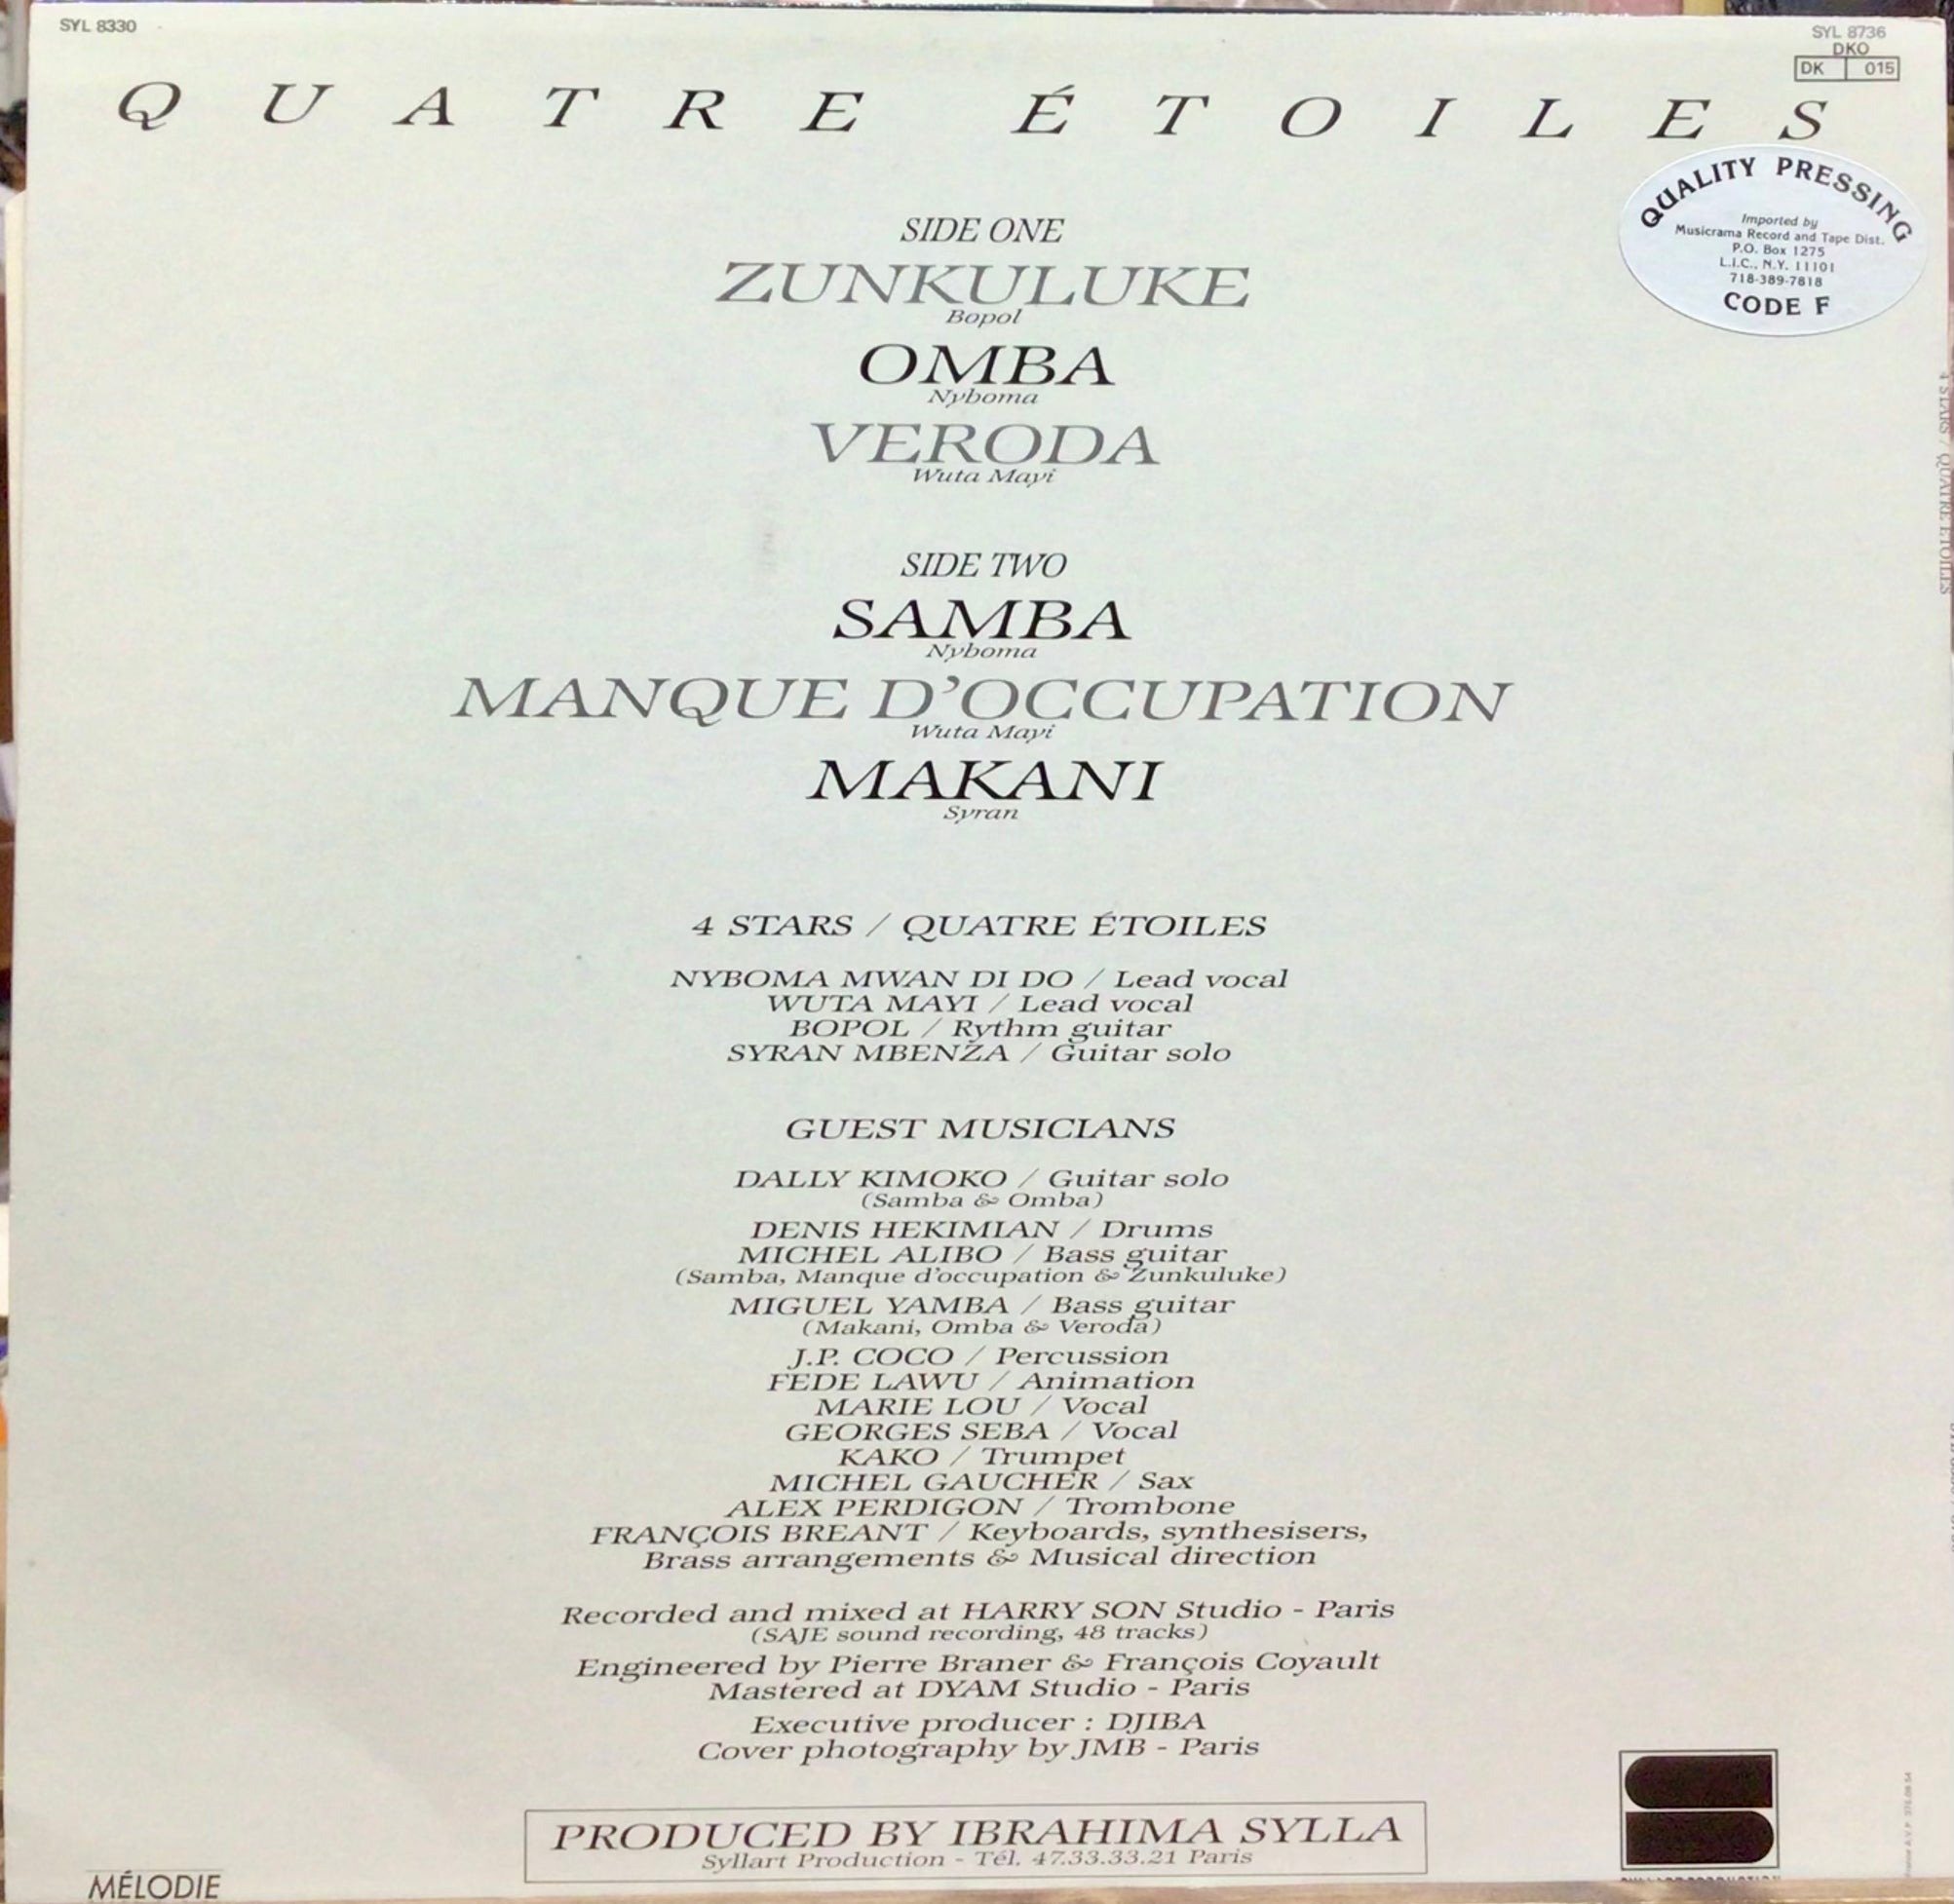 SYL 8330
SYL 8736
DKO
DK 015
QUATRE ÉTOILES
QUALITY PRESSING
Imported by
Musicrama Record and Tape Dist.
P.O. Box 1275
L.I.C., N.Y. 11101
718-389-7818
CODE F
SIDE ONE
ZUNKULUKE
Bopol
OMBA
Nyboma
VERODA
Wuta Mayi
SIDE TWO
SAMBA
Nyboma
MANQUE D'OCCUPATION
Wuta Mayi
MAKANI
Syran
4 STARS / QUATRE ÉTOILES
NYBOMA MWAN DI DO / Lead vocal
WUTA MAYI / Lead vocal
BOPOL / Rythm guitar
SYRAN MBENZA / Guitar solo
GUEST MUSICIANS
DALLY KIMOKO / Guitar solo
(Samba & Omba)
DENIS HEKIMIAN / Drums
MICHEL ALIBO / Bass guitar
(Samba, Manque d'occupation & Zunkuluke)
MIGUEL YAMBA / Bass guitar
(Makani, Omba & Veroda)
J.P. COCO / Percussion
FEDE LAWU / Animation
MARIE LOU / Vocal
GEORGES SEBA / Vocal
KAKO / Trumpet
MICHEL GAUCHER / Sax
ALEX PERDIGON / Trombone
FRANÇOIS BREANT / Keyboards, synthesisers,
Brass arrangements & Musical direction
Recorded and mixed at HARRY SON Studio - Paris
(SAJE sound recording, 48 tracks)
Engineered by Pierre Braner & François Coyault
Mastered at DYAM Studio - Paris
Executive producer : DJIBA
Cover photography by JMB - Paris
PRODUCED BY IBRAHIMA SYLLA
Syllart Production - Tél. 47.33.33.21 Paris
MÉLODIE
4 STARS / QUATRE ÉTOILES